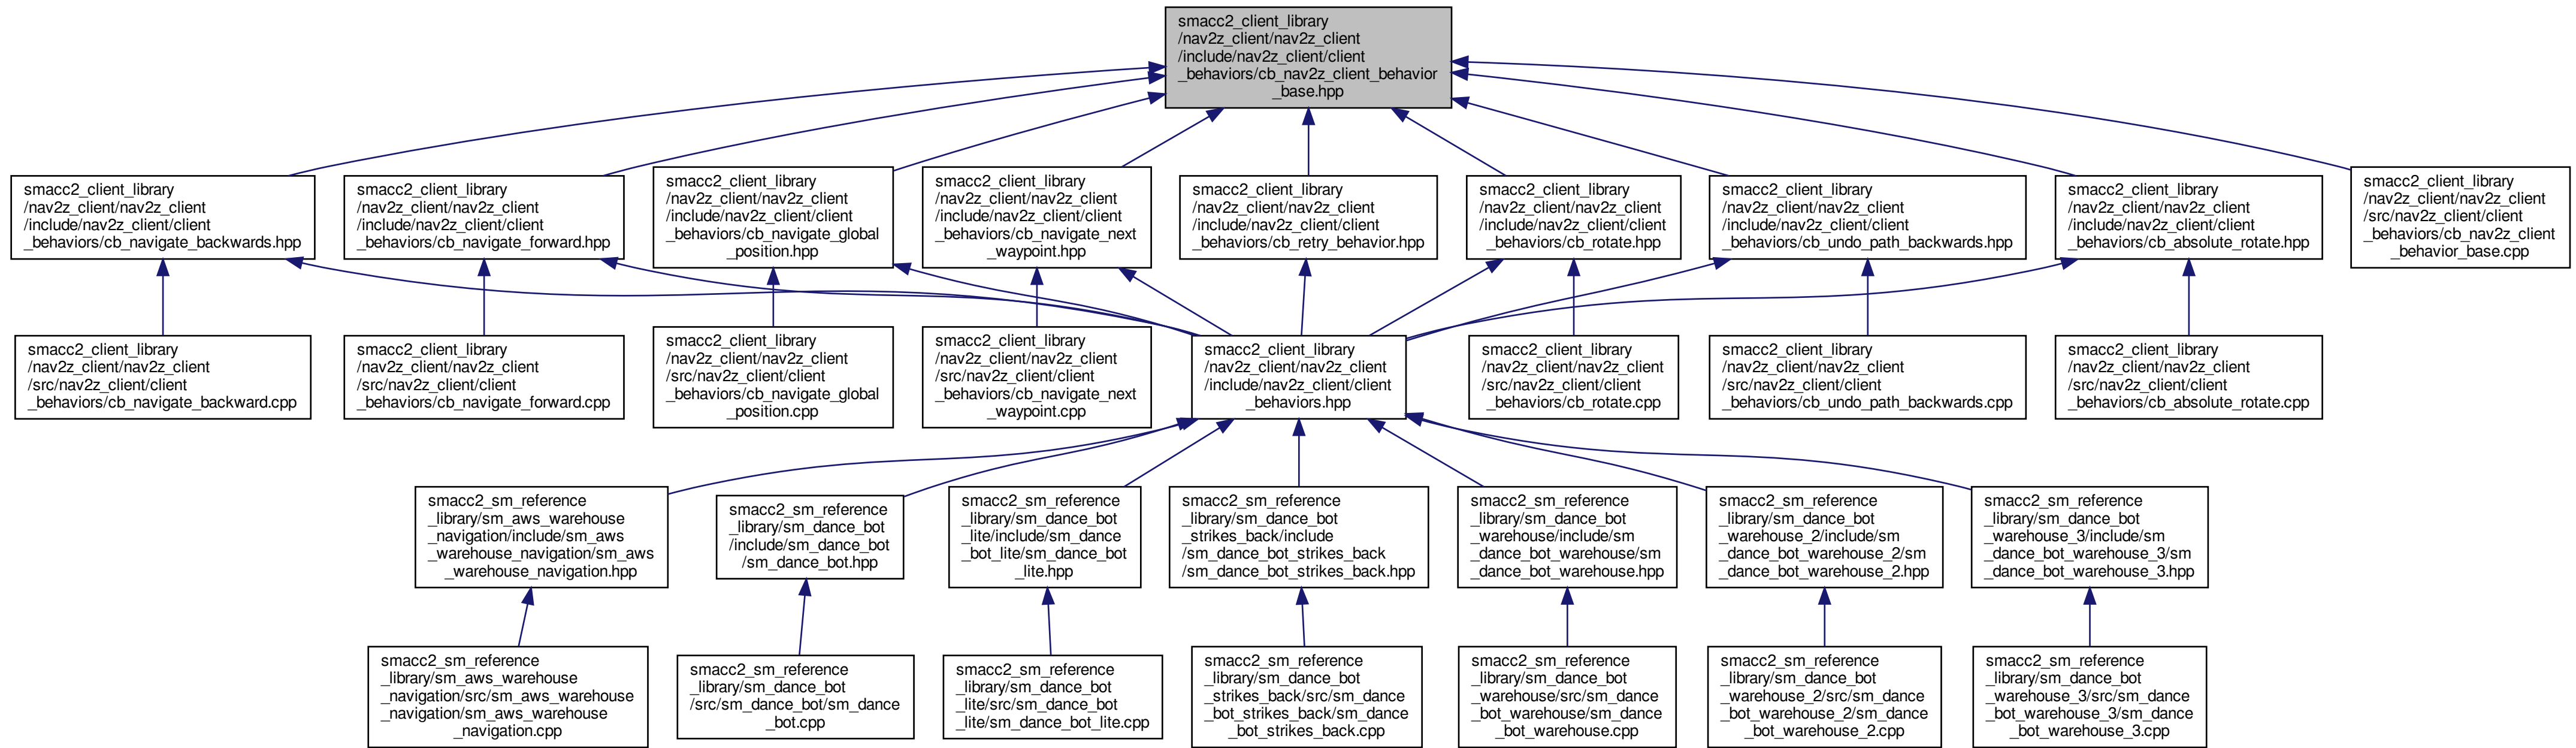 smacc2_client_library
/nav2z_client/nav2z_client
/include/nav2z_client/client
_behaviors/cb_nav2z_client_behavior
_base.hpp
smacc2_client_library
/nav2z_client/nav2z_client
/include/nav2z_client/client
_behaviors/cb_navigate_backwards.hpp
smacc2_client_library
/nav2z_client/nav2z_client
/include/nav2z_client/client
_behaviors/cb_navigate_forward.hpp
smacc2_client_library
/nav2z_client/nav2z_client
/include/nav2z_client/client
_behaviors/cb_navigate_global
_position.hpp
smacc2_client_library
/nav2z_client/nav2z_client
/include/nav2z_client/client
_behaviors/cb_navigate_next
_waypoint.hpp
smacc2_client_library
/nav2z_client/nav2z_client
/include/nav2z_client/client
_behaviors/cb_retry_behavior.hpp
smacc2_client_library
/nav2z_client/nav2z_client
/include/nav2z_client/client
_behaviors/cb_rotate.hpp
smacc2_client_library
/nav2z_client/nav2z_client
/include/nav2z_client/client
_behaviors/cb_undo_path_backwards.hpp
smacc2_client_library
/nav2z_client/nav2z_client
/include/nav2z_client/client
_behaviors/cb_absolute_rotate.hpp
smacc2_client_library
/nav2z_client/nav2z_client
/src/nav2z_client/client
_behaviors/cb_nav2z_client
_behavior_base.cpp
smacc2_client_library
/nav2z_client/nav2z_client
/src/nav2z_client/client
_behaviors/cb_navigate_backward.cpp
smacc2_client_library
/nav2z_client/nav2z_client
/src/nav2z_client/client
_behaviors/cb_navigate_forward.cpp
smacc2_client_library
/nav2z_client/nav2z_client
/src/nav2z_client/client
_behaviors/cb_navigate_global
_position.cpp
smacc2_client_library
/nav2z_client/nav2z_client
/src/nav2z_client/client
_behaviors/cb_navigate_next
_waypoint.cpp
smacc2_client_library
/nav2z_client/nav2z_client
/include/nav2z_client/client
_behaviors.hpp
smacc2_client_library
/nav2z_client/nav2z_client
/src/nav2z_client/client
_behaviors/cb_rotate.cpp
smacc2_client_library
/nav2z_client/nav2z_client
/src/nav2z_client/client
_behaviors/cb_undo_path_backwards.cpp
smacc2_client_library
/nav2z_client/nav2z_client
/src/nav2z_client/client
_behaviors/cb_absolute_rotate.cpp
smacc2_sm_reference
_library/sm_aws_warehouse
_navigation/include/sm_aws
_warehouse_navigation/sm_aws
_warehouse_navigation.hpp
smacc2_sm_reference
_library/sm_dance_bot
/include/sm_dance_bot
/sm_dance_bot.hpp
smacc2_sm_reference
_library/sm_dance_bot
_lite/include/sm_dance
_bot_lite/sm_dance_bot
_lite.hpp
smacc2_sm_reference
_library/sm_dance_bot
_strikes_back/include
/sm_dance_bot_strikes_back
/sm_dance_bot_strikes_back.hpp
smacc2_sm_reference
_library/sm_dance_bot
_warehouse/include/sm
_dance_bot_warehouse/sm
_dance_bot_warehouse.hpp
smacc2_sm_reference
_library/sm_dance_bot
_warehouse_2/include/sm
_dance_bot_warehouse_2/sm
_dance_bot_warehouse_2.hpp
smacc2_sm_reference
_library/sm_dance_bot
_warehouse_3/include/sm
_dance_bot_warehouse_3/sm
_dance_bot_warehouse_3.hpp
smacc2_sm_reference
_library/sm_aws_warehouse
_navigation/src/sm_aws_warehouse
_navigation/sm_aws_warehouse
_navigation.cpp
smacc2_sm_reference
_library/sm_dance_bot
/src/sm_dance_bot/sm_dance
_bot.cpp
smacc2_sm_reference
_library/sm_dance_bot
_lite/src/sm_dance_bot
_lite/sm_dance_bot_lite.cpp
smacc2_sm_reference
_library/sm_dance_bot
_strikes_back/src/sm_dance
_bot_strikes_back/sm_dance
_bot_strikes_back.cpp
smacc2_sm_reference
_library/sm_dance_bot
_warehouse/src/sm_dance
_bot_warehouse/sm_dance
_bot_warehouse.cpp
smacc2_sm_reference
_library/sm_dance_bot
_warehouse_2/src/sm_dance
_bot_warehouse_2/sm_dance
_bot_warehouse_2.cpp
smacc2_sm_reference
_library/sm_dance_bot
_warehouse_3/src/sm_dance
_bot_warehouse_3/sm_dance
_bot_warehouse_3.cpp